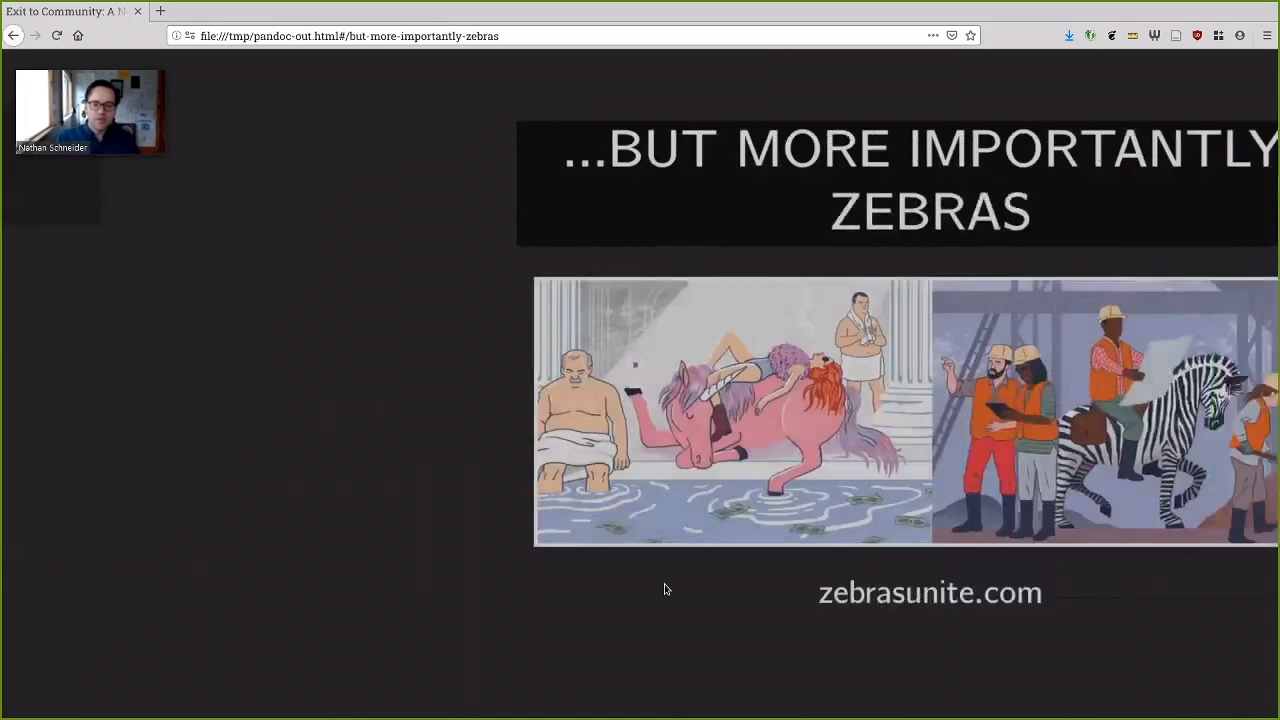 Exit to Community: A N
file:///tmp/pandoc-out.html#/but-more-importantly-zebras
Nathan Schneider
...BUT MORE IMPORTANTLY
ZEBRAS
zebrasunite.com